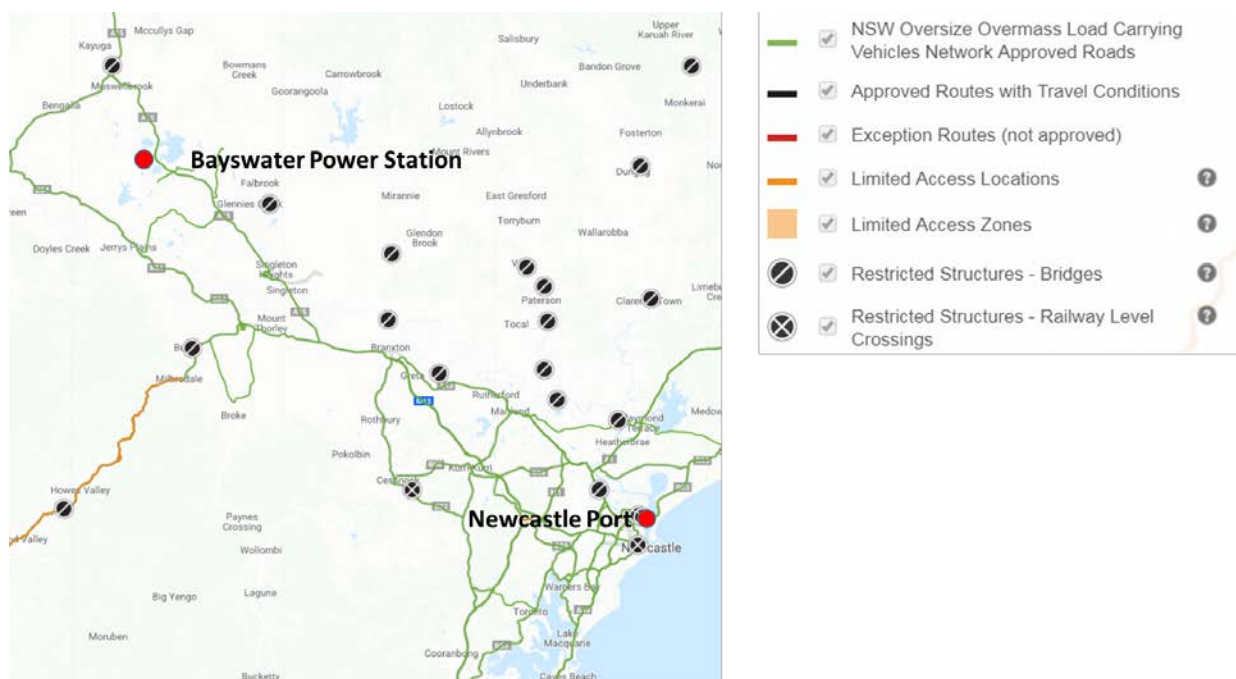 Mccullys Gap
Kayuga
Bowmans
Creek
Carrowbrook
Goorangoola
Salisbury
Upper
Karuah River
Bandon Grove
Underbank
Monkerai
Muswellbrook
Bengalla
Lostock
Allynbrook
Mount Rivers
Fosterton
Bayswater Power Station
Falbrook
Mirannie
East Gresford
Torryburn
Wallarobba
Doyles Creek
Jerrys Plains
Glendon
Brook
Singleton
Heights
Singleton
Paterson
Mount
Thorley
Tocal
Branxton
Milbrodale
Greta
Rutherford
Maitland
Broke
Rothbury
M15
Heatherbrae
Pokolbin
Kurri Kurri
Cessnock
Howes Valley
Paynes
Crossing
Newcastle Port
Newcastle
Wollombi
Big Yengo
Laguna
Warners Bay
Toronto
Moruben
Lake
Macquarie
Cooranbong
Bucketty
Caves Beach
NSW Oversize Overmass Load Carrying
Vehicles Network Approved Roads
Approved Routes with Travel Conditions
Exception Routes (not approved)
Limited Access Locations
?
Limited Access Zones
?
Restricted Structures - Bridges
?
Restricted Structures - Railway Level
Crossings
?